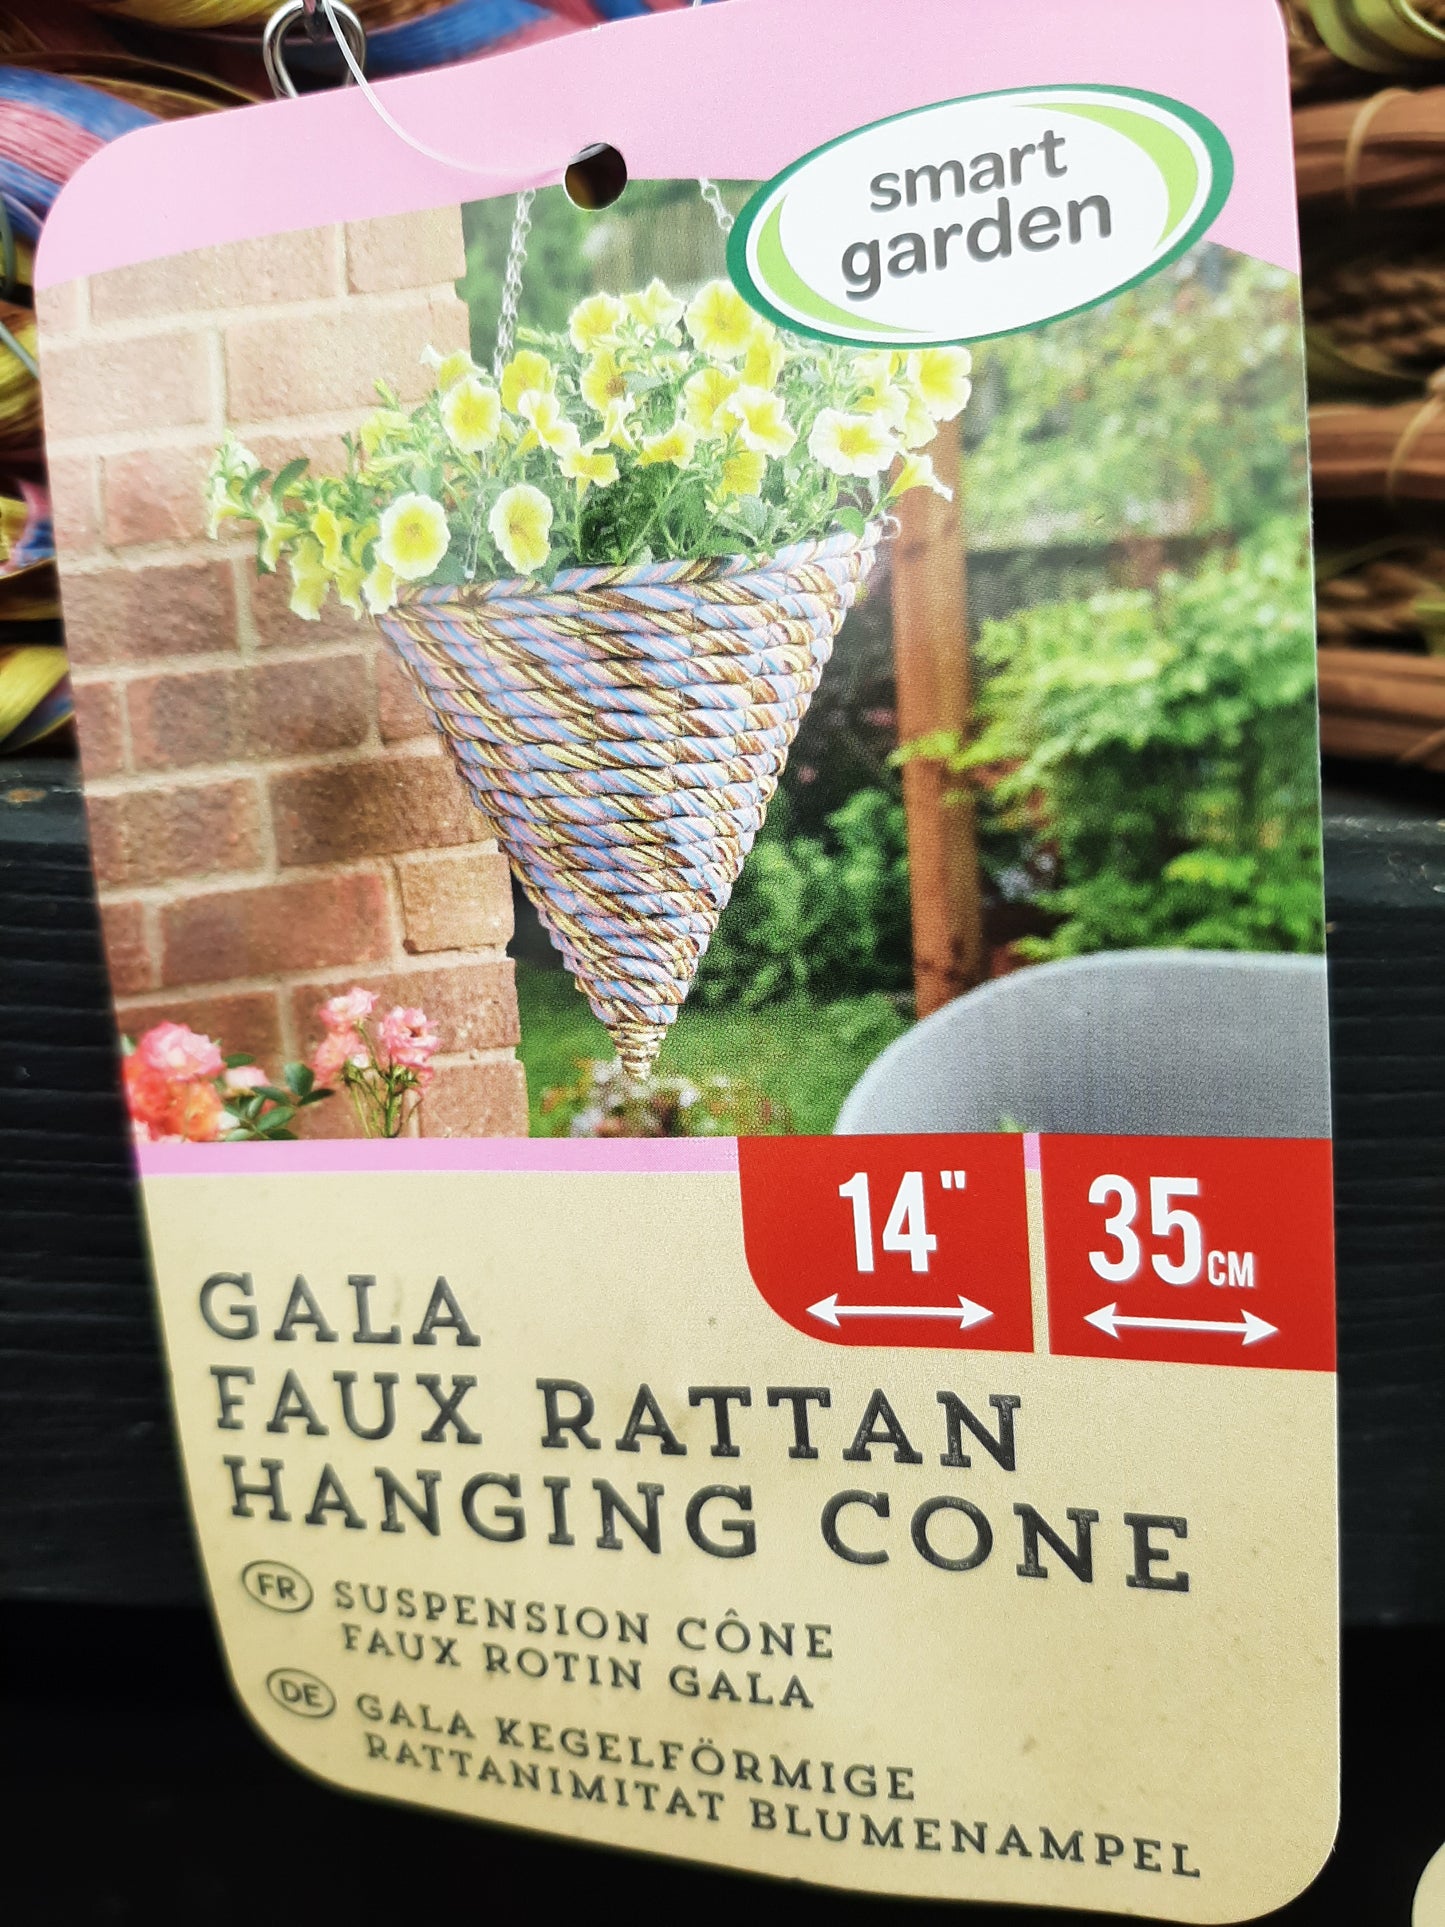 smart
garden
14"
35CM
GALA
FAUX RATTAN
HANGING CONE
FR SUSPENSION CÔNE
FAUX ROTIN GALA
DE GALA KEGELFÖRMIGE
RATTANIMITAT BLUMENAMPEL